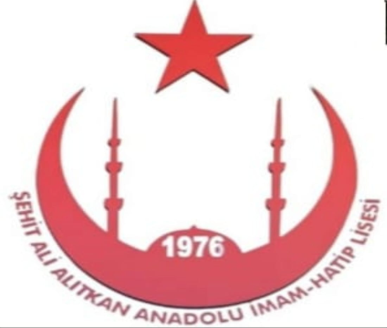 1976
ŞEHİT ALİ ALITKAN ANADOLU İMAM-HATİP LİSESİ